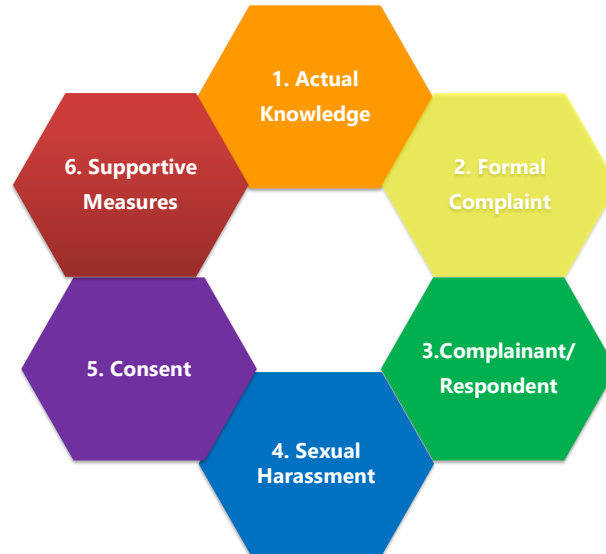 1. Actual
Knowledge
2. Formal
Complaint
3.Complainant/
Respondent
4. Sexual
Harassment
5. Consent
6. Supportive
Measures